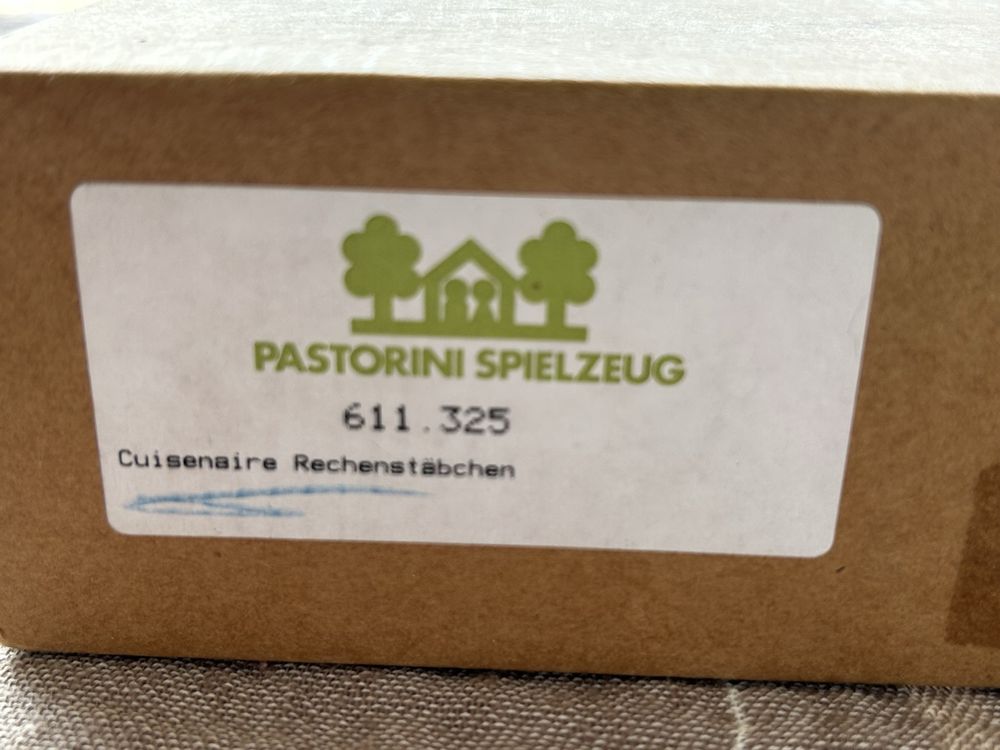 PASTORINI SPIELZEUG
611.325
Cuisenaire Rechenstäbchen